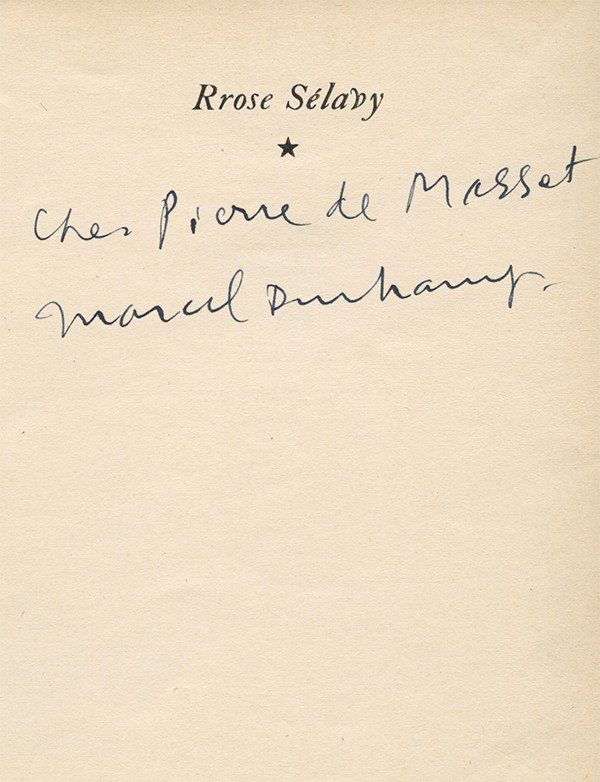 Rrose Sélavy
Cher Pierre de Massot
Marcel Duchamp.